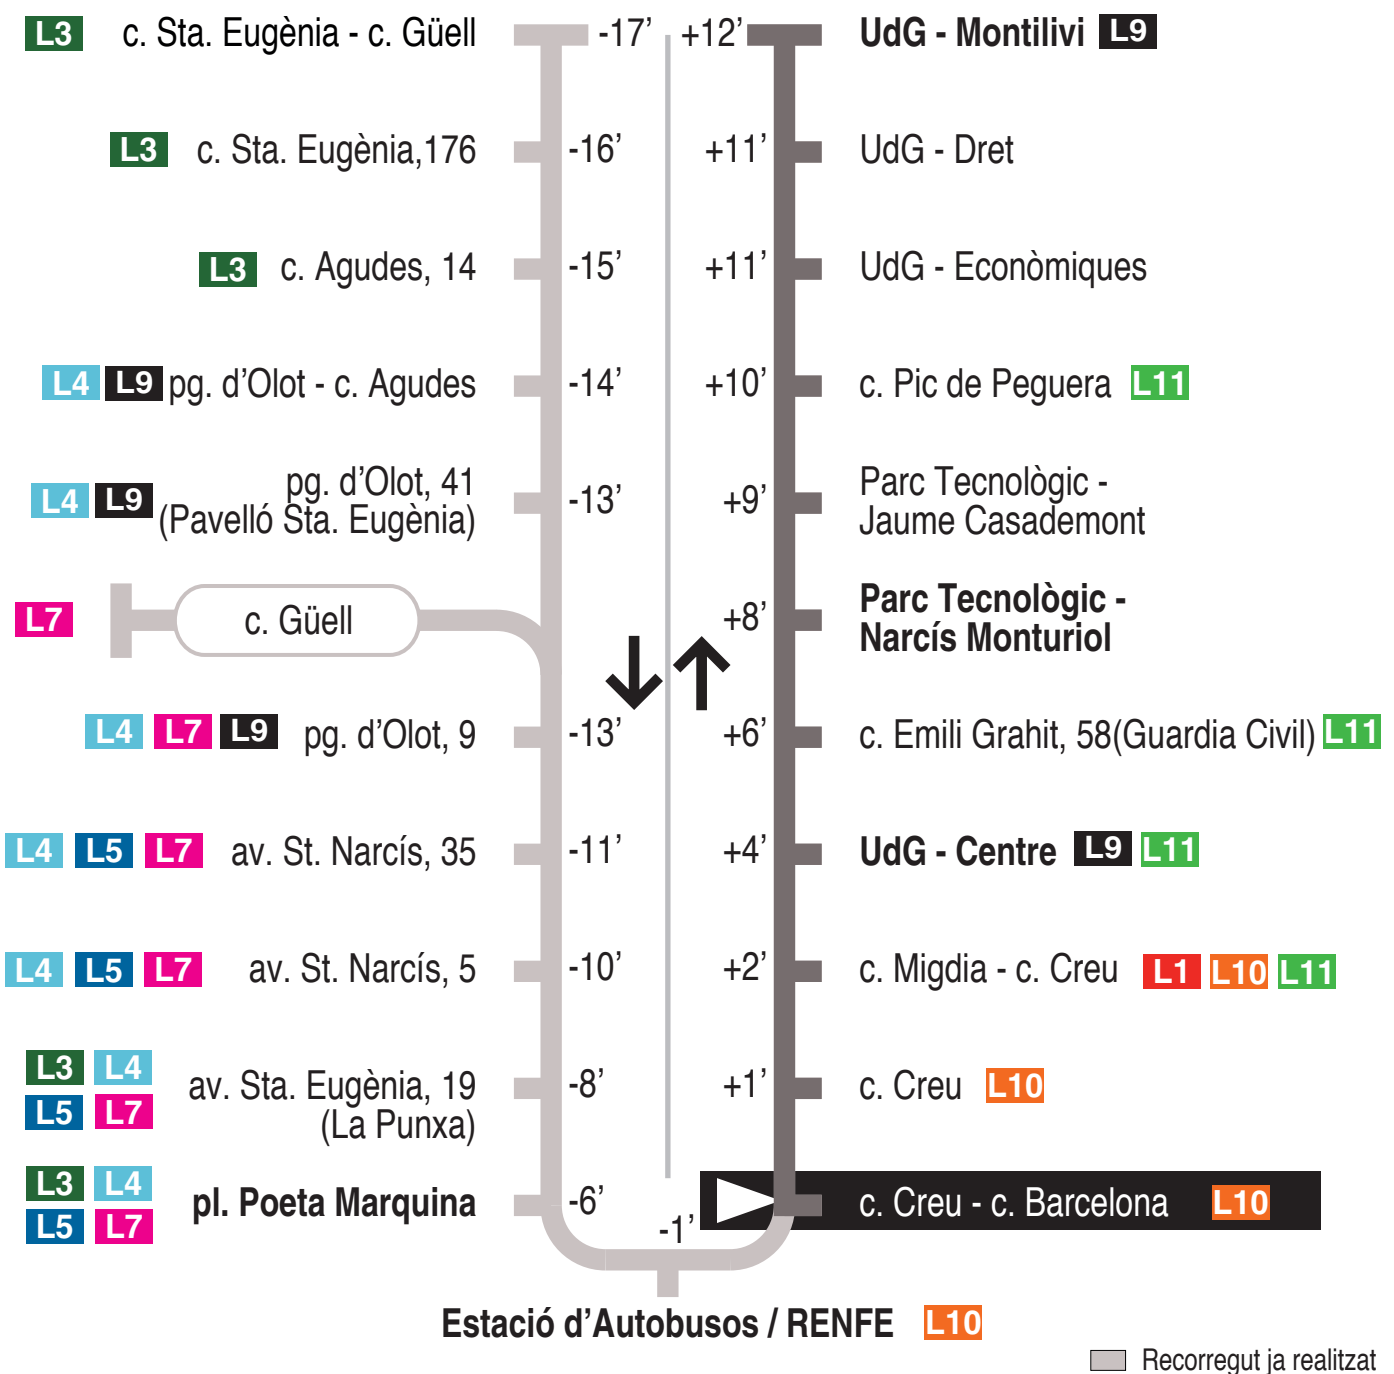 L3 c. Sta. Eugènia - c. Güell -17’ +12’ UdG - Montilivi L9
L3 c. Sta. Eugènia,176 -16’ +11’ UdG - Dret
L3 c. Agudes, 14 -15’ +11’ UdG - Econòmiques
L4 L9 pg. d’Olot - c. Agudes -14’ +10’ c. Pic de Peguera L11
pg. d’Olot, 41 Parc Tecnològic -
L4 L9 (Pavelló Sta. Eugènia) -13’ +9’ Jaume Casademont
Parc Tecnològic -
L7 c. Güell +8’ Narcís Monturiol
L4 L7 L9 pg. d’Olot, 9 -13’ +6’ c. Emili Grahit, 58(Guardia Civil) L11
L4 L5 L7 av. St. Narcís, 35 -11’ +4’ UdG - Centre L9 L11
L4 L5 L7 av. St. Narcís, 5 -10’ +2’ c. Migdia - c. Creu L1 L10 L11
L3 L4 av. Sta. Eugènia, 19 -8’ +1’ c. Creu L10
L5 L7 (La Punxa)
L3 L4 pl. Poeta Marquina -6’ c. Creu - c. Barcelona L10
L5 L7 -1’
Estació d’Autobusos / RENFE L10
Recorregut ja realitzat